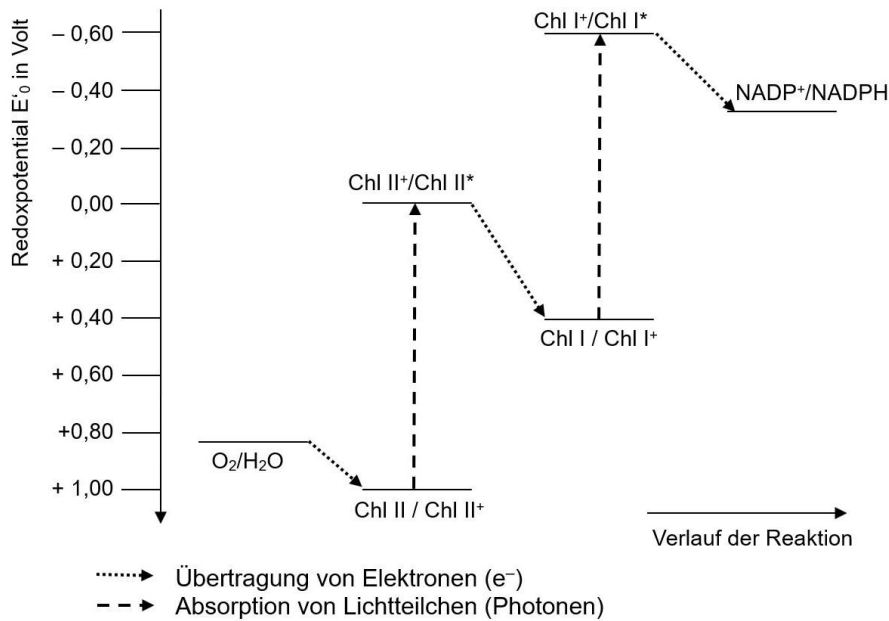 Redoxpotential E'₀ in Volt
– 0,60
– 0,40
– 0,20
0,00
+ 0,20
+ 0,40
+ 0,60
+0,80
+ 1,00
Chl I⁺/Chl I*
NADP⁺/NADPH
Chl II⁺/Chl II*
Chl I / Chl I⁺
O₂/H₂O
Chl II / Chl II⁺
Verlauf der Reaktion
Übertragung von Elektronen (e⁻)
Absorption von Lichtteilchen (Photonen)